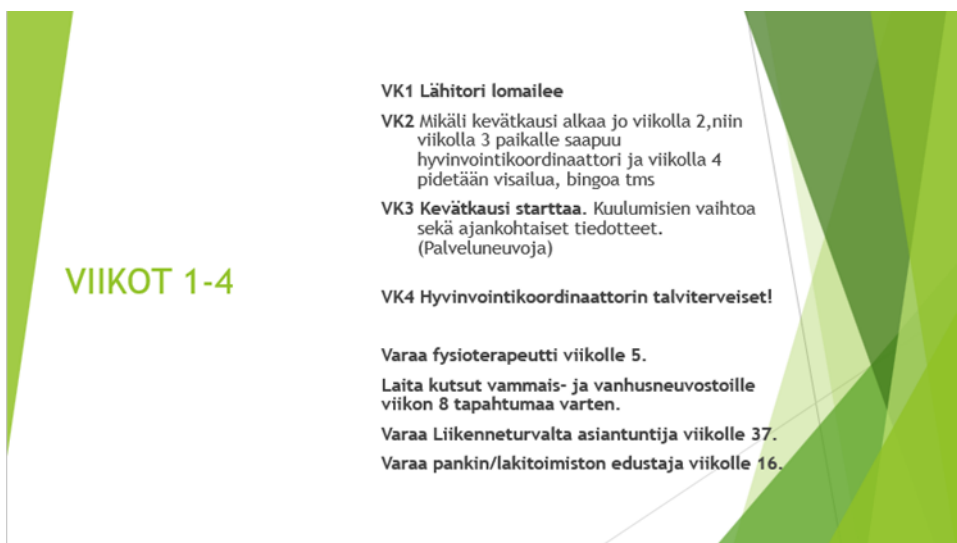 VIIKOT 1-4
VK1 Lähitori lomailee
VK2 Mikäli kevätkausi alkaa jo viikolla 2,niin
viikolla 3 paikalle saapuu
hyvinvointikoordinaattori ja viikolla 4
pidetään visailua, bingoa tms
VK3 Kevätkausi starttaa. Kuulumisien vaihtoa
sekä ajankohtaiset tiedotteet.
(Palveluneuvoja)
VK4 Hyvinvointikoordinaattorin talviterveiset!
Varaa fysioterapeutti viikolle 5.
Laita kutsut vammais- ja vanhusneuvostoille
viikon 8 tapahtumaa varten.
Varaa Liikenneturvalta asiantuntija viikolle 37.
Varaa pankin/lakitoimiston edustaja viikolle 16.